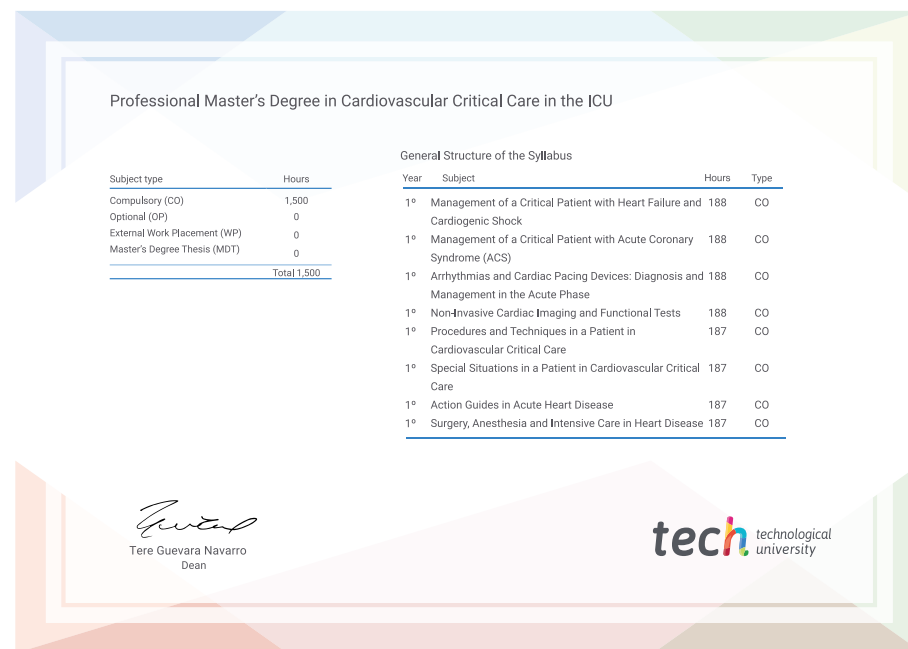 Professional Master's Degree in Cardiovascular Critical Care in the ICU
Subject type Hours
Compulsory (CO) 1,500
Optional (OP) 0
External Work Placement (WP) 0
Master's Degree Thesis (MDT) 0
Total 1,500
General Structure of the Syllabus
Year Subject Hours Type
1º Management of a Critical Patient with Heart Failure and 188 CO
Cardiogenic Shock
1º Management of a Critical Patient with Acute Coronary 188 CO
Syndrome (ACS)
1º Arrhythmias and Cardiac Pacing Devices: Diagnosis and 188 CO
Management in the Acute Phase
1º Non-Invasive Cardiac Imaging and Functional Tests 188 CO
1º Procedures and Techniques in a Patient in 187 CO
Cardiovascular Critical Care
1º Special Situations in a Patient in Cardiovascular Critical 187 CO
Care
1º Action Guides in Acute Heart Disease 187 CO
1º Surgery, Anesthesia and Intensive Care in Heart Disease 187 CO
Tere Guevara Navarro
Dean
tech technological
university